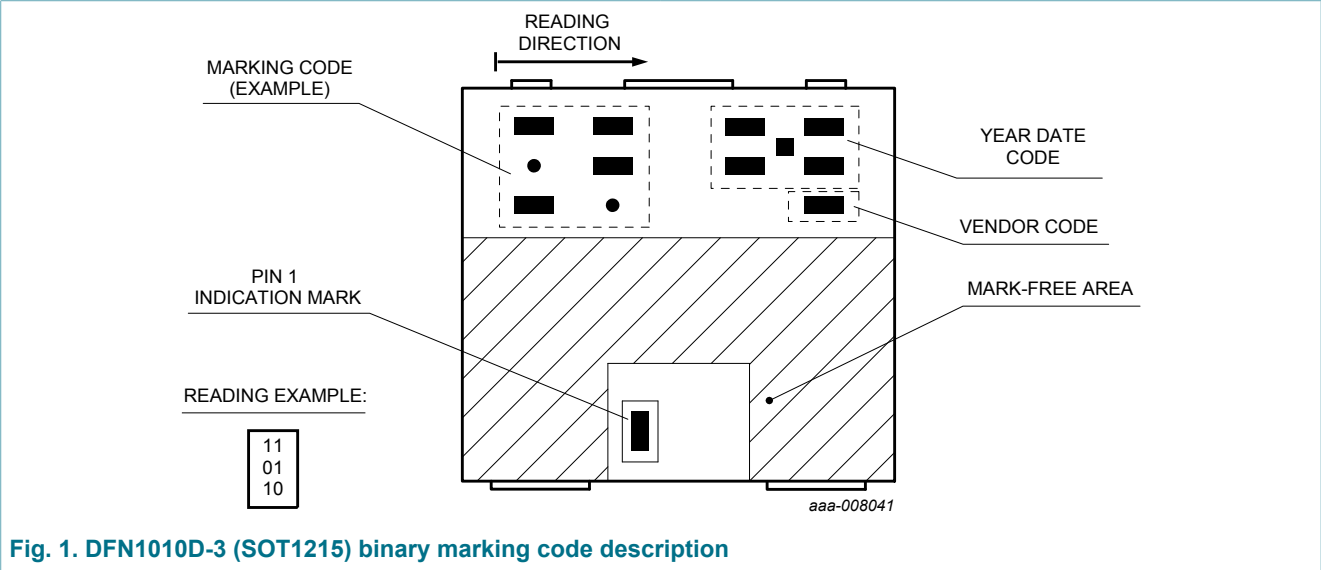 READING
DIRECTION
MARKING CODE
(EXAMPLE)
YEAR DATE
CODE
VENDOR CODE
PIN 1
INDICATION MARK
MARK-FREE AREA
READING EXAMPLE:
11
01
10
aaa-008041
Fig. 1. DFN1010D-3 (SOT1215) binary marking code description